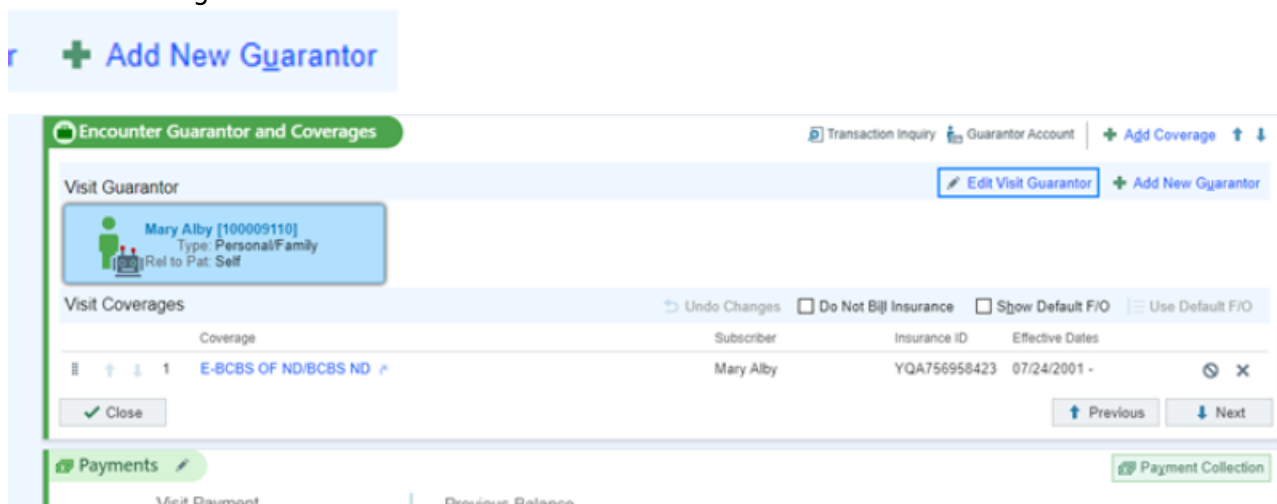 r + Add New Guarantor
Encounter Guarantor and Coverages Transaction Inquiry Guarantor Account + Add Coverage
Visit Guarantor Edit Visit Guarantor + Add New Guarantor
Mary Alby [100009110]
Type: Personal/Family
Rel to Pat: Self
Visit Coverages Undo Changes Do Not Bill Insurance Show Default F/O Use Default F/O
Coverage Subscriber Insurance ID Effective Dates
1 E-BCBS OF ND/BCBS ND Mary Alby YQA756958423 07/24/2001 -
Close Previous Next
Payments Payment Collection
Visit Payment Previous Balance